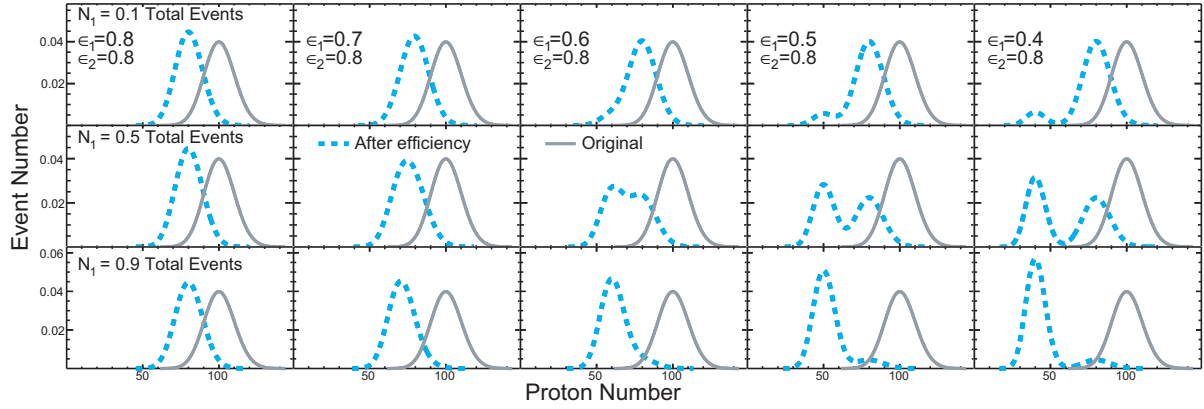 N₁ = 0.1 Total Events
0.04
ϵ₁=0.8
ϵ₂=0.8
ϵ₁=0.7
ϵ₂=0.8
ϵ₁=0.6
ϵ₂=0.8
ϵ₁=0.5
ϵ₂=0.8
ϵ₁=0.4
ϵ₂=0.8
0.02
Event Number
N₁ = 0.5 Total Events
After efficiency
Original
0.04
0.02
0.06
N₁ = 0.9 Total Events
0.04
0.02
50 100 50 100 50 100 50 100 50 100
Proton Number